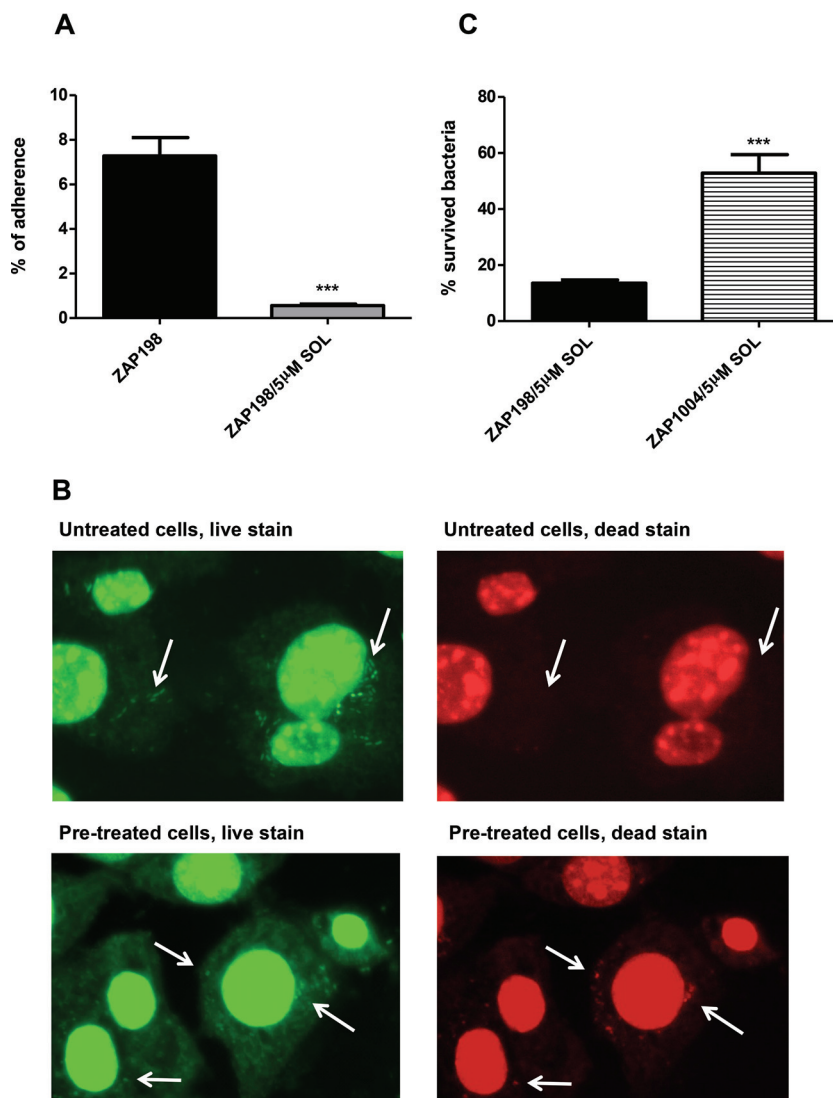 A
% of adherence
10
8
6
4
2
0
***
ZAP198
ZAP198/5µM SOL
C
% survived bacteria
80
60
40
20
0
***
ZAP198/5µM SOL
ZAP1004/5µM SOL
B
Untreated cells, live stain
Untreated cells, dead stain
Pre-treated cells, live stain
Pre-treated cells, dead stain